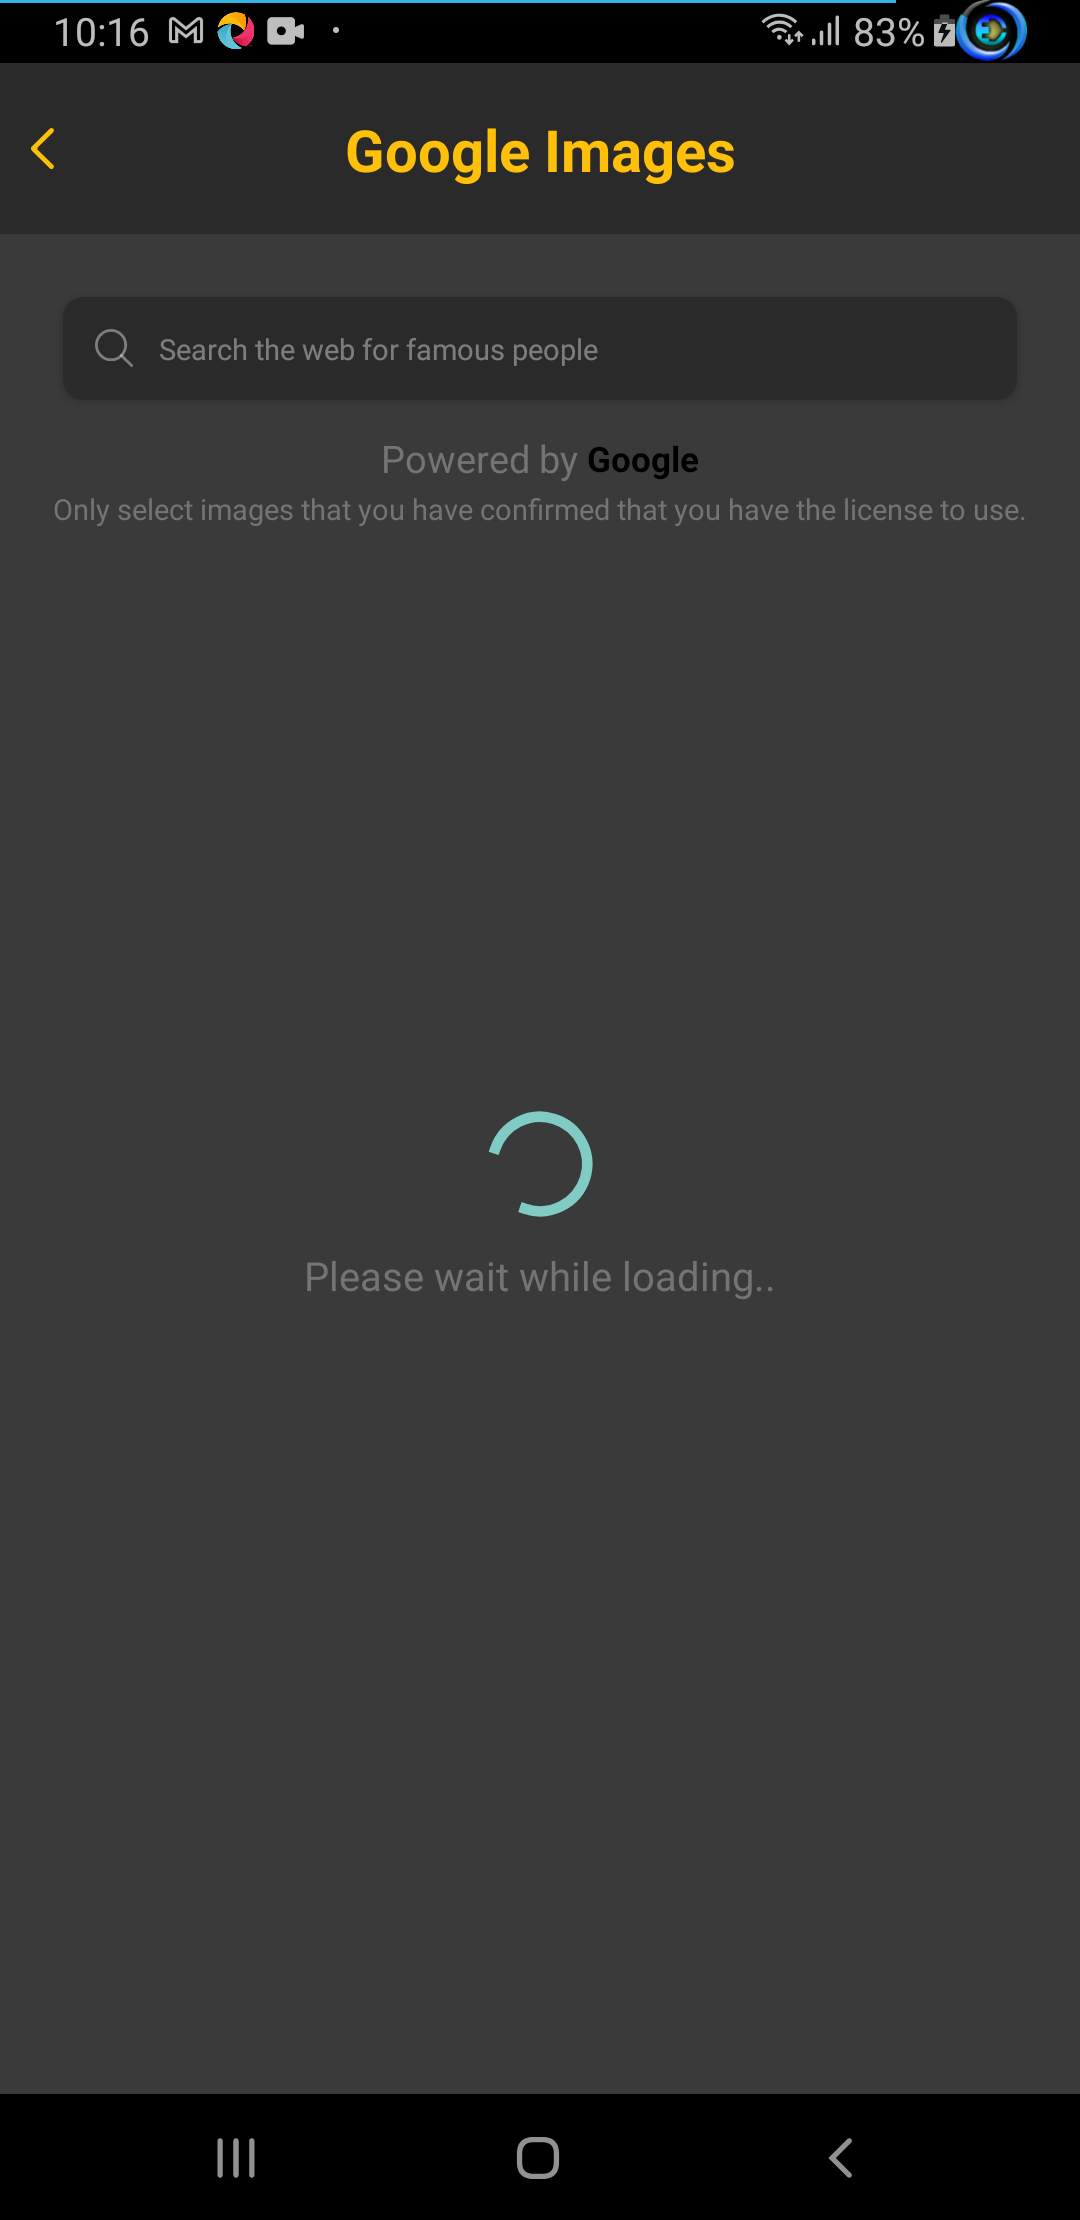 10:16
83%
Google Images
Search the web for famous people
Powered by Google
Only select images that you have confirmed that you have the license to use.
Please wait while loading..